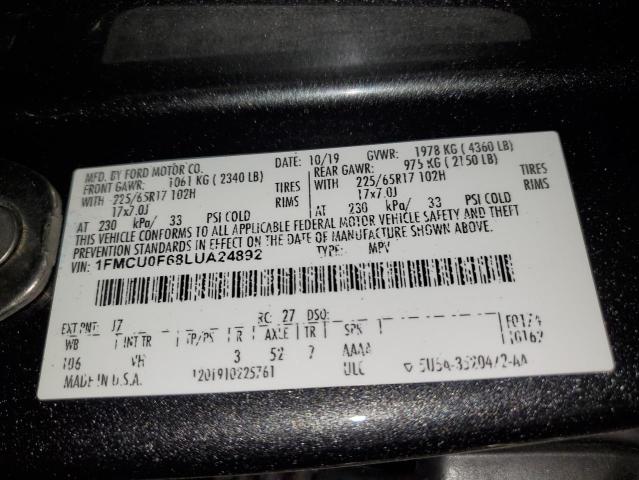 MFD. BY FORD MOTOR CO.
DATE: 10/19 GVWR: 1978 KG ( 4360 LB)
FRONT GAWR: 1061 KG ( 2340 LB)
REAR GAWR: 975 KG ( 2150 LB)
WITH 225/65R17 102H TIRES
WITH 225/65R17 102H TIRES
17x7.0J RIMS
17x7.0J RIMS
AT 230 kPa/ 33 PSI COLD
AT 230 kPa/ 33 PSI COLD
THIS VEHICLE CONFORMS TO ALL APPLICABLE FEDERAL MOTOR VEHICLE SAFETY AND THEFT
PREVENTION STANDARDS IN EFFECT ON THE DATE OF MANUFACTURE SHOWN ABOVE.
VIN: 1FMCU0F68LUA24892 TYPE: MPV
EXT PNT: J7 RC: 27 DSO:
WB INT TR TP/PS R AXLE TR SPR
106 VH 3 52 AAAA
MADE IN U.S.A. ULC